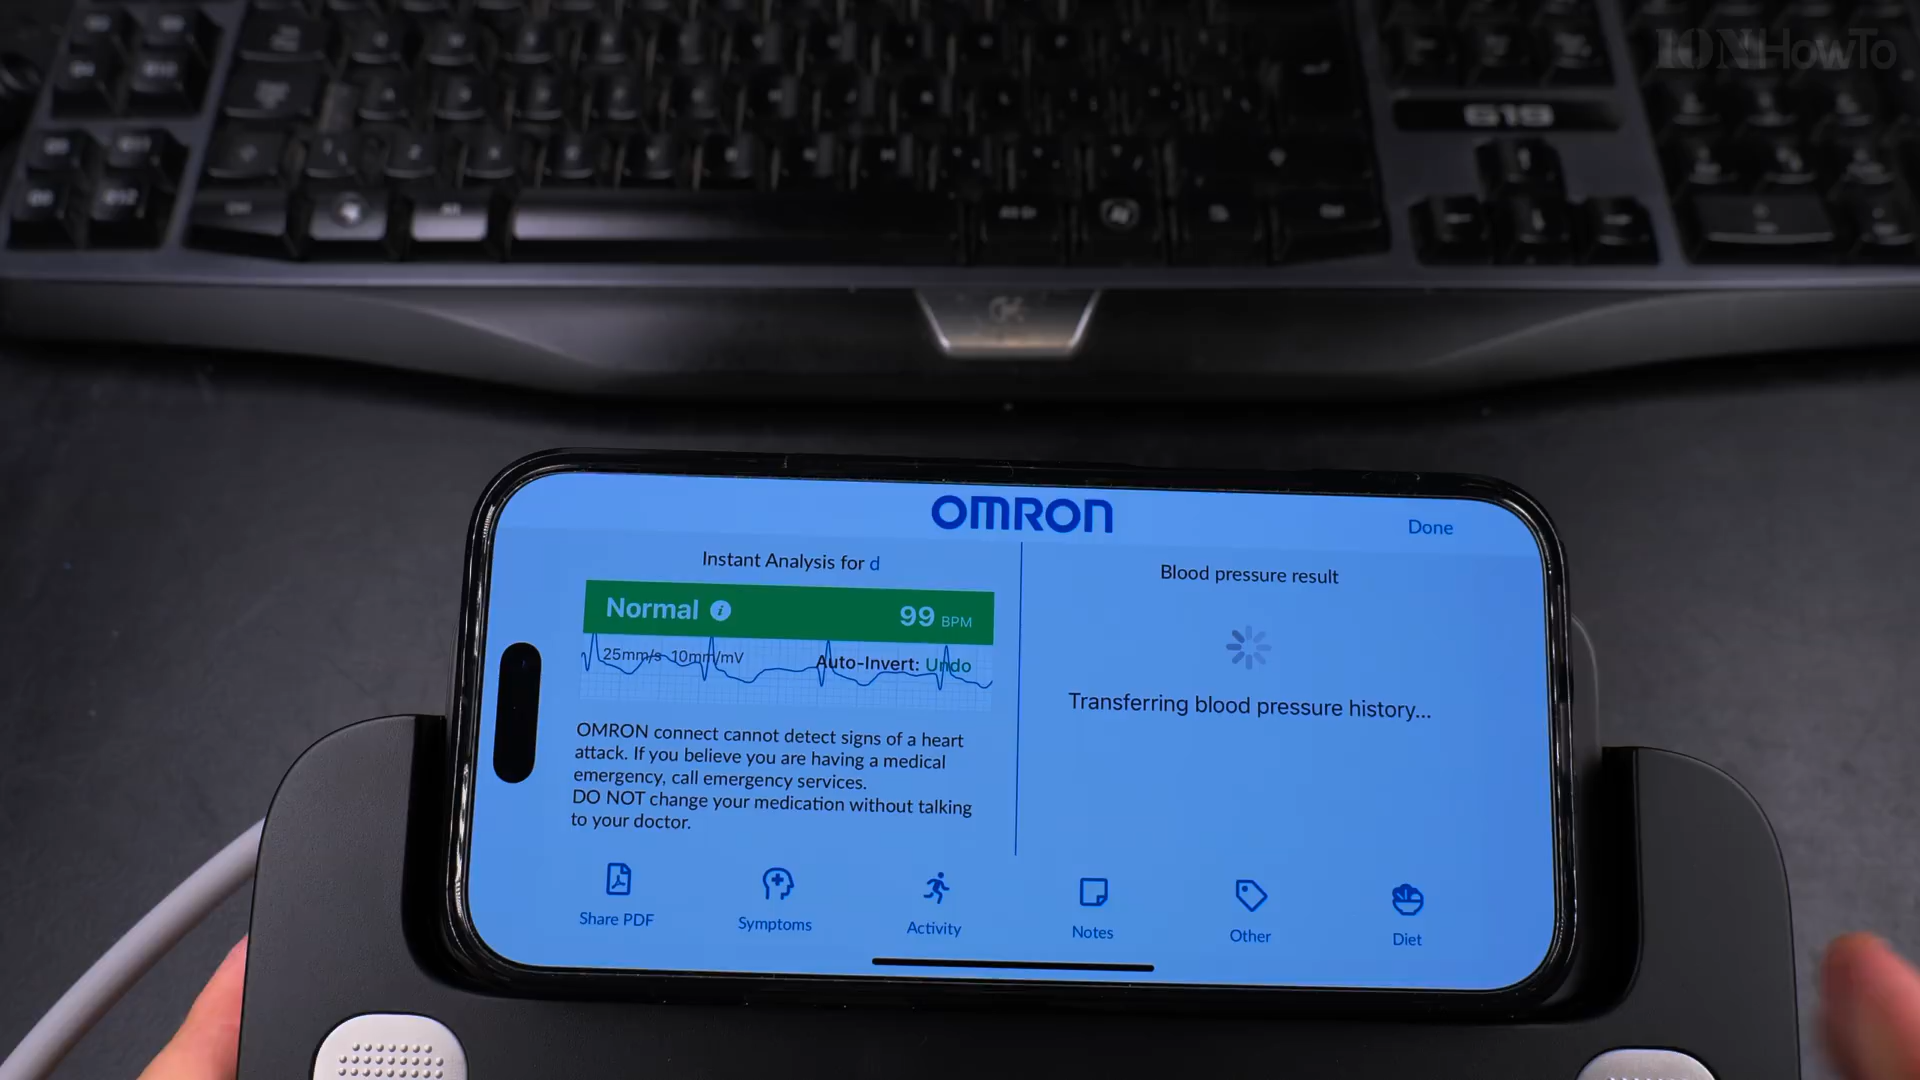 IONHowTo
G19
OMRON
Done
Instant Analysis for d
Normal i
99 BPM
25mm/s 10mm/mV
Auto-Invert: Undo
OMRON connect cannot detect signs of a heart
attack. If you believe you are having a medical
emergency, call emergency services.
DO NOT change your medication without talking
to your doctor.
Blood pressure result
Transferring blood pressure history...
Share PDF
Symptoms
Activity
Notes
Other
Diet